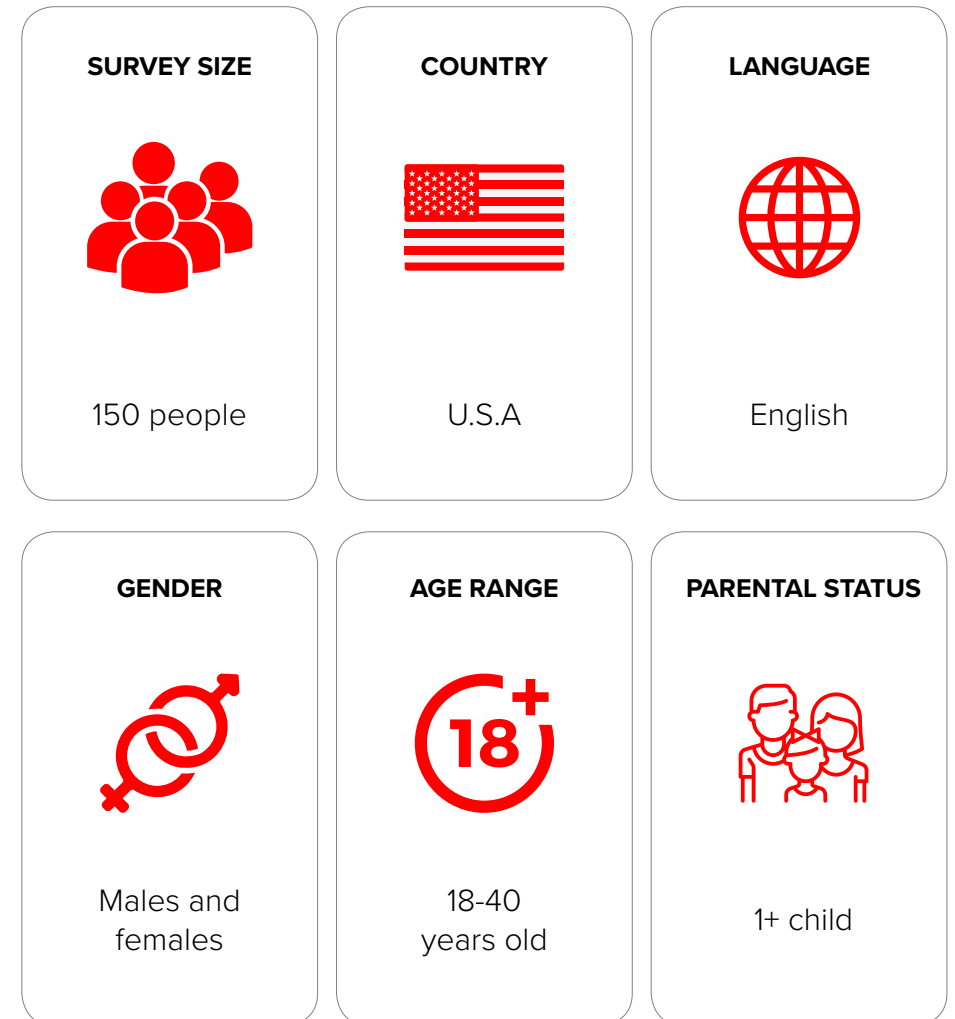 SURVEY SIZE
COUNTRY
LANGUAGE
150 people
U.S.A
English
GENDER
AGE RANGE
PARENTAL STATUS
18+
Males and
females
18-40
years old
1+ child